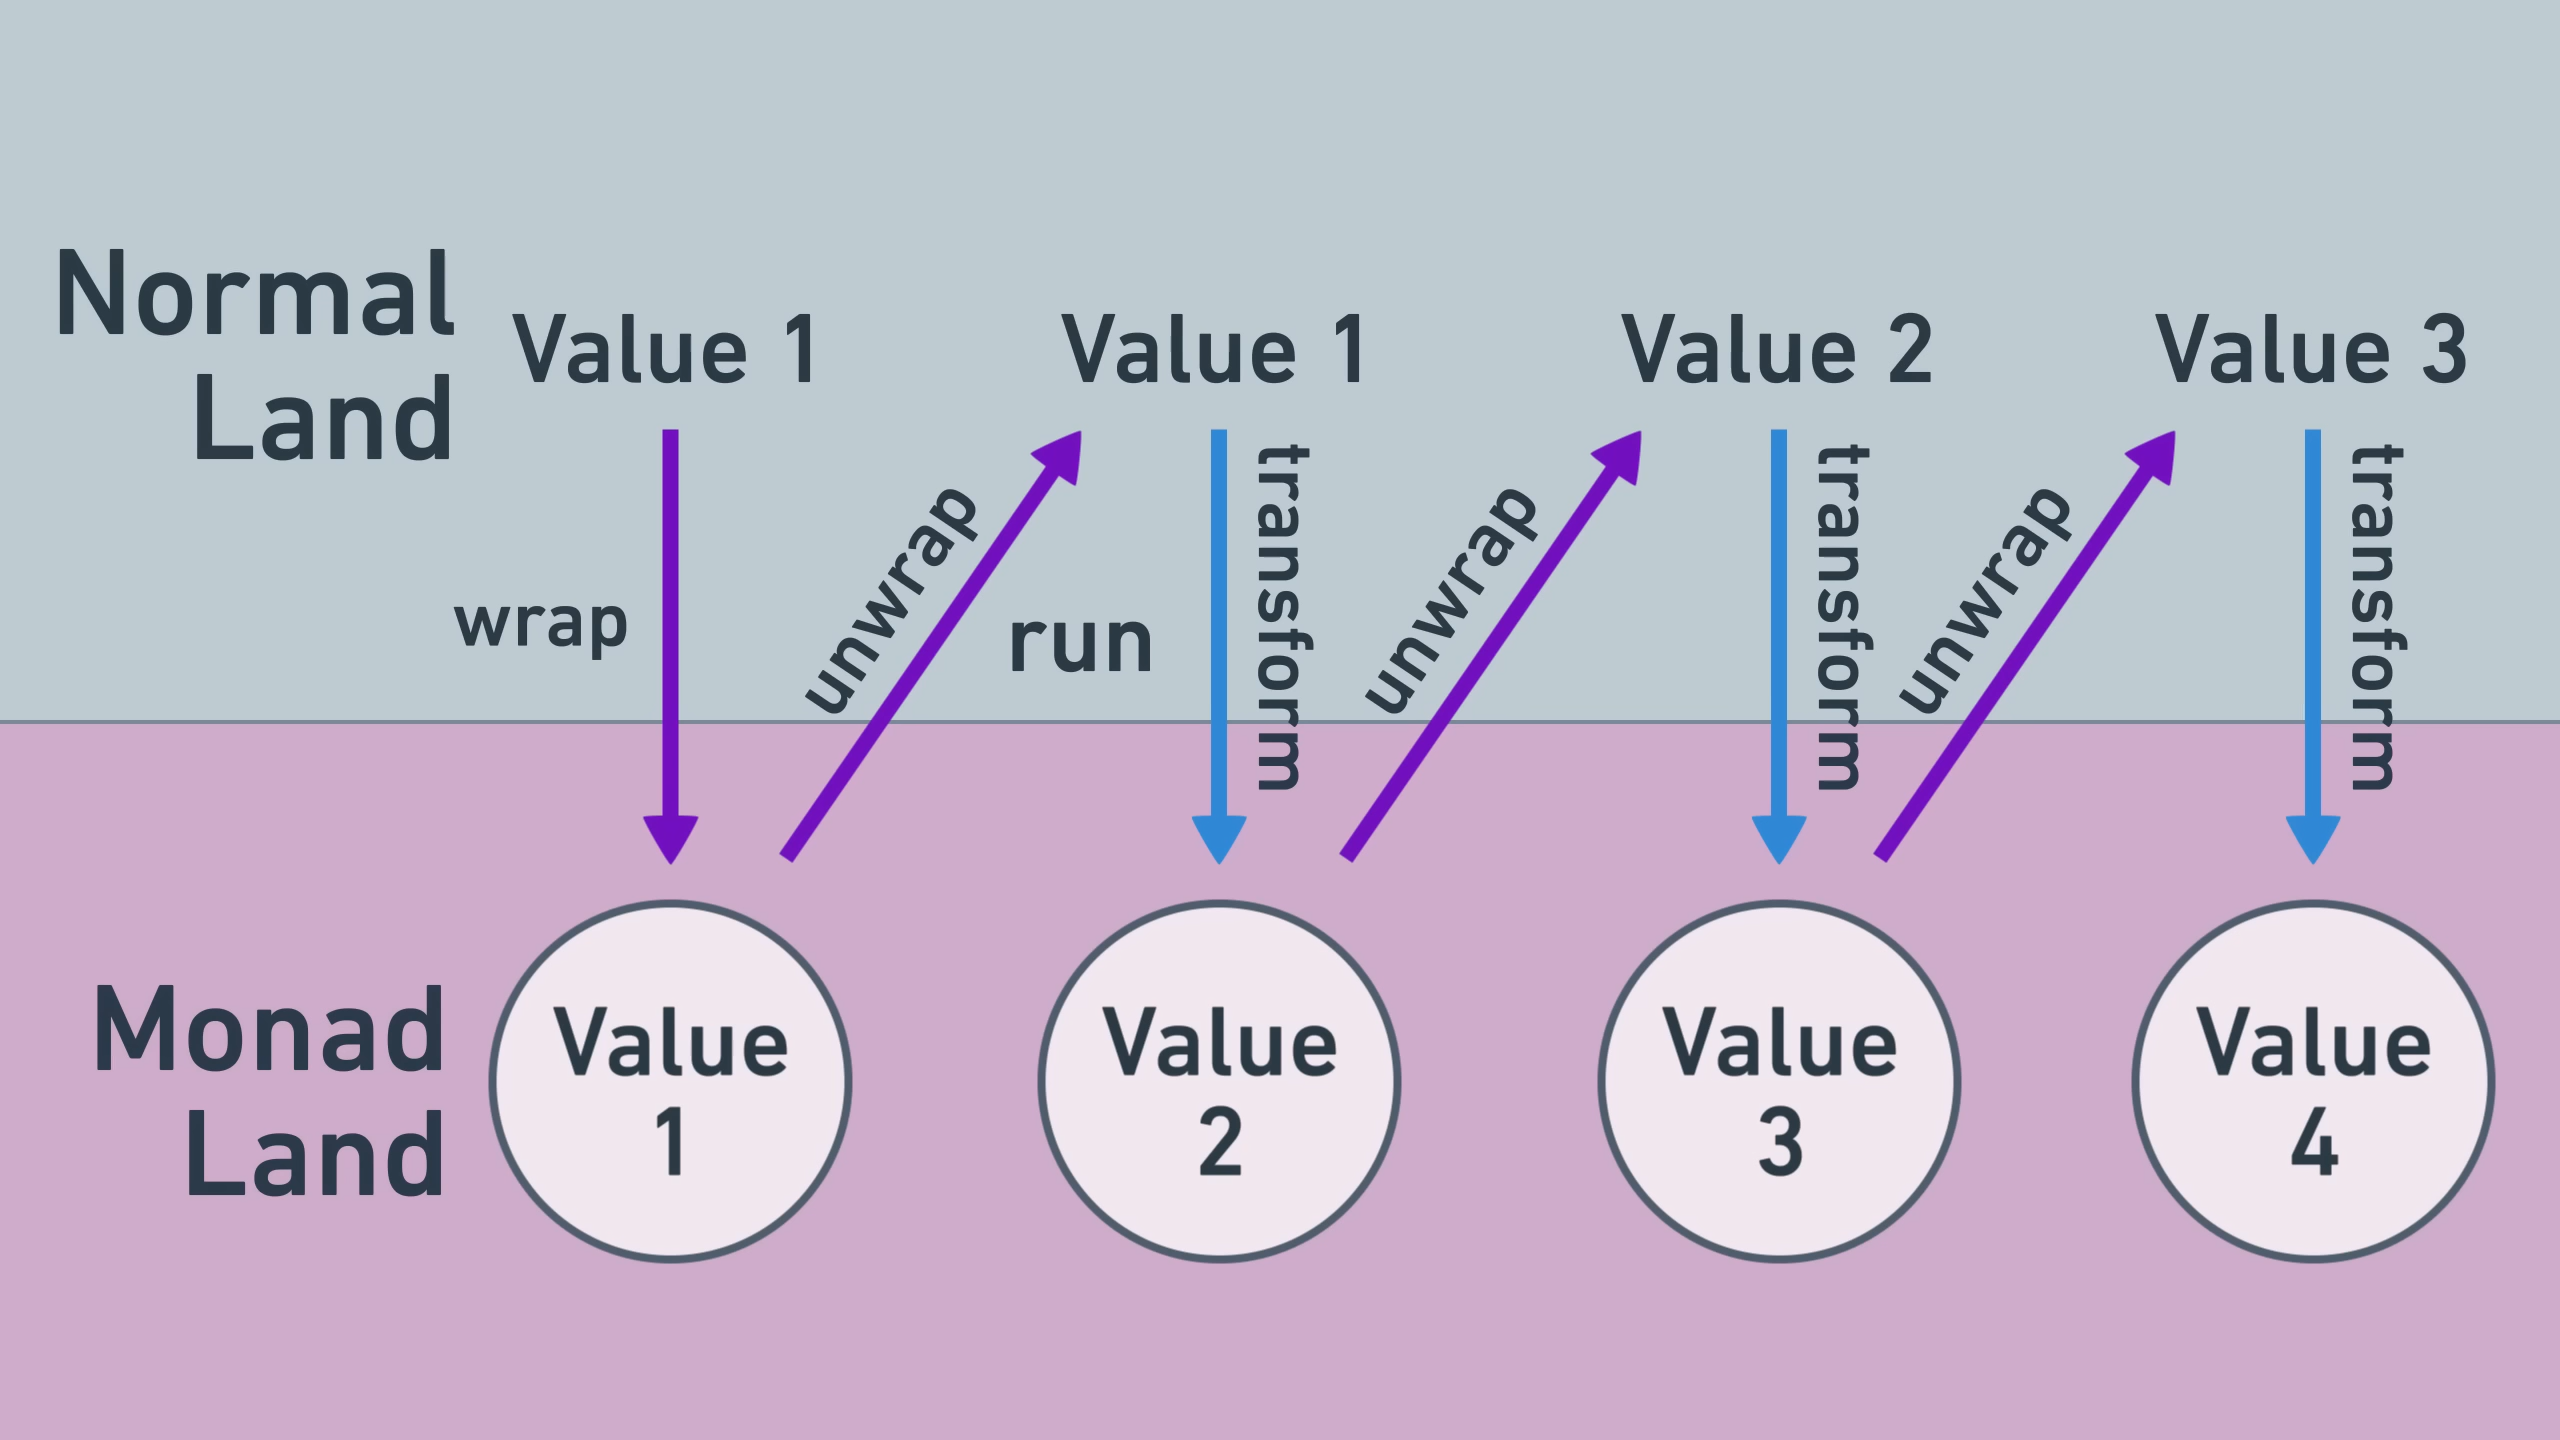 Normal
Land
Value 1
Value 1
Value 2
Value 3
wrap
unwrap
run
transform
unwrap
transform
unwrap
transform
Monad
Land
Value
1
Value
2
Value
3
Value
4